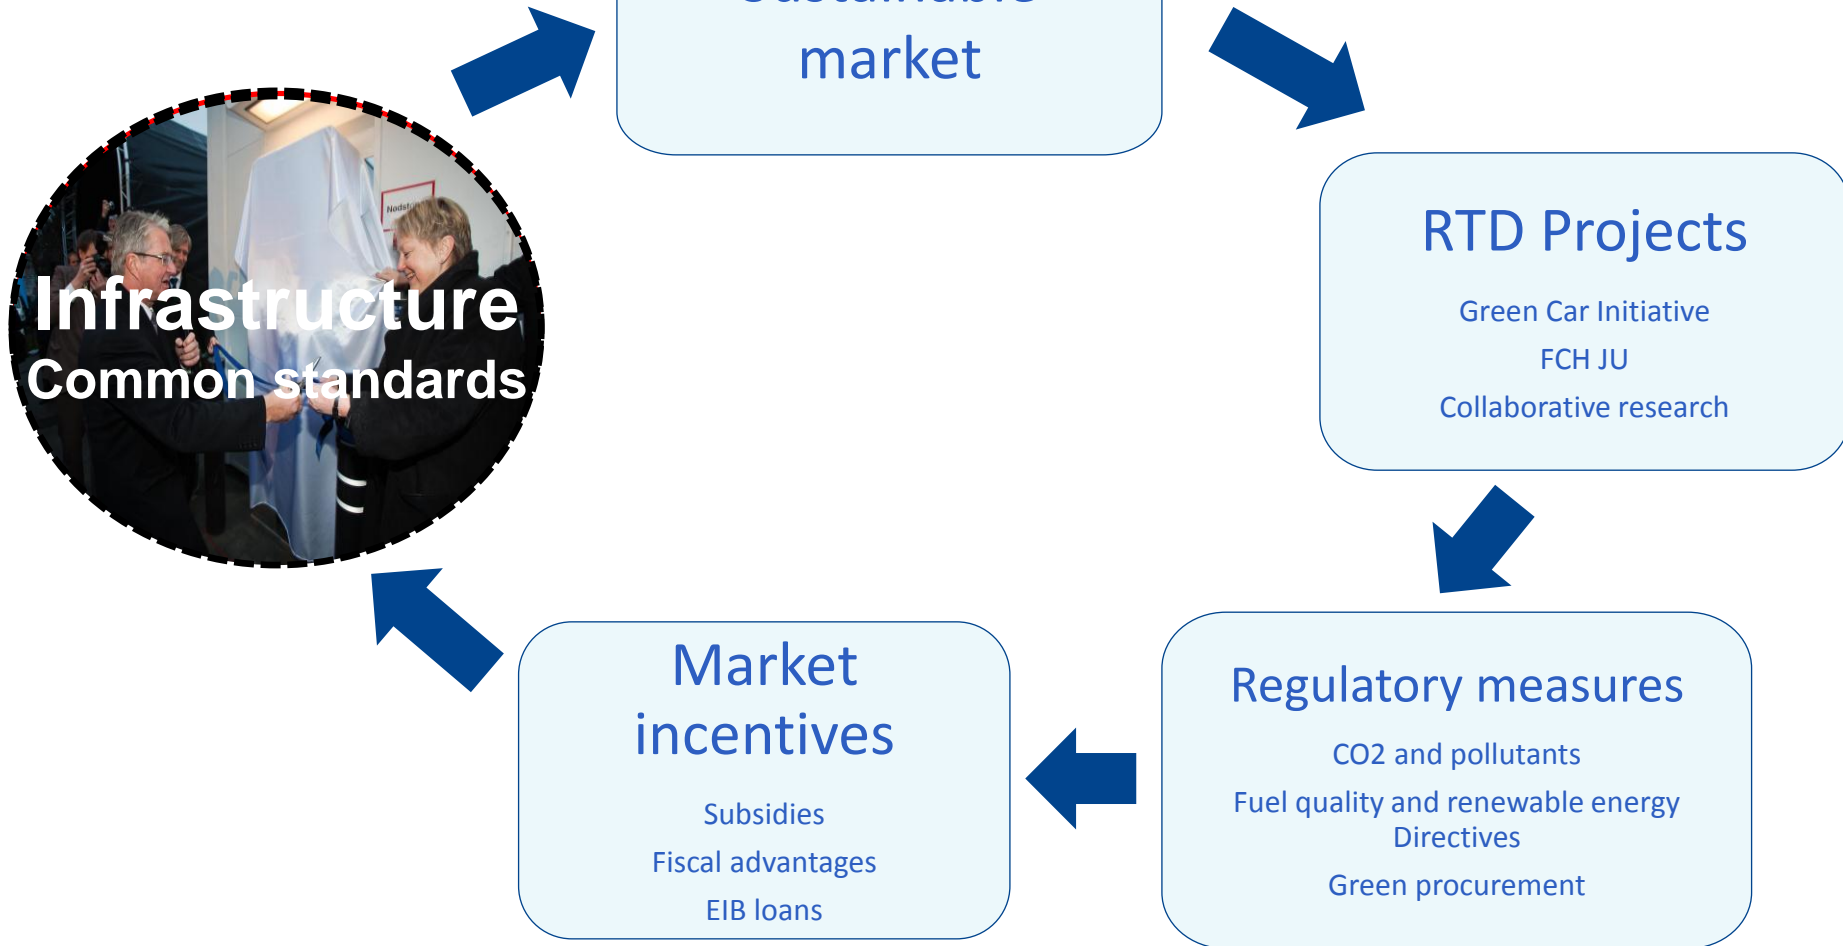 market
RTD Projects
Green Car Initiative
FCH JU
Collaborative research
Infrastructure
Common standards
Market
incentives
Subsidies
Fiscal advantages
EIB loans
Regulatory measures
CO2 and pollutants
Fuel quality and renewable energy
Directives
Green procurement